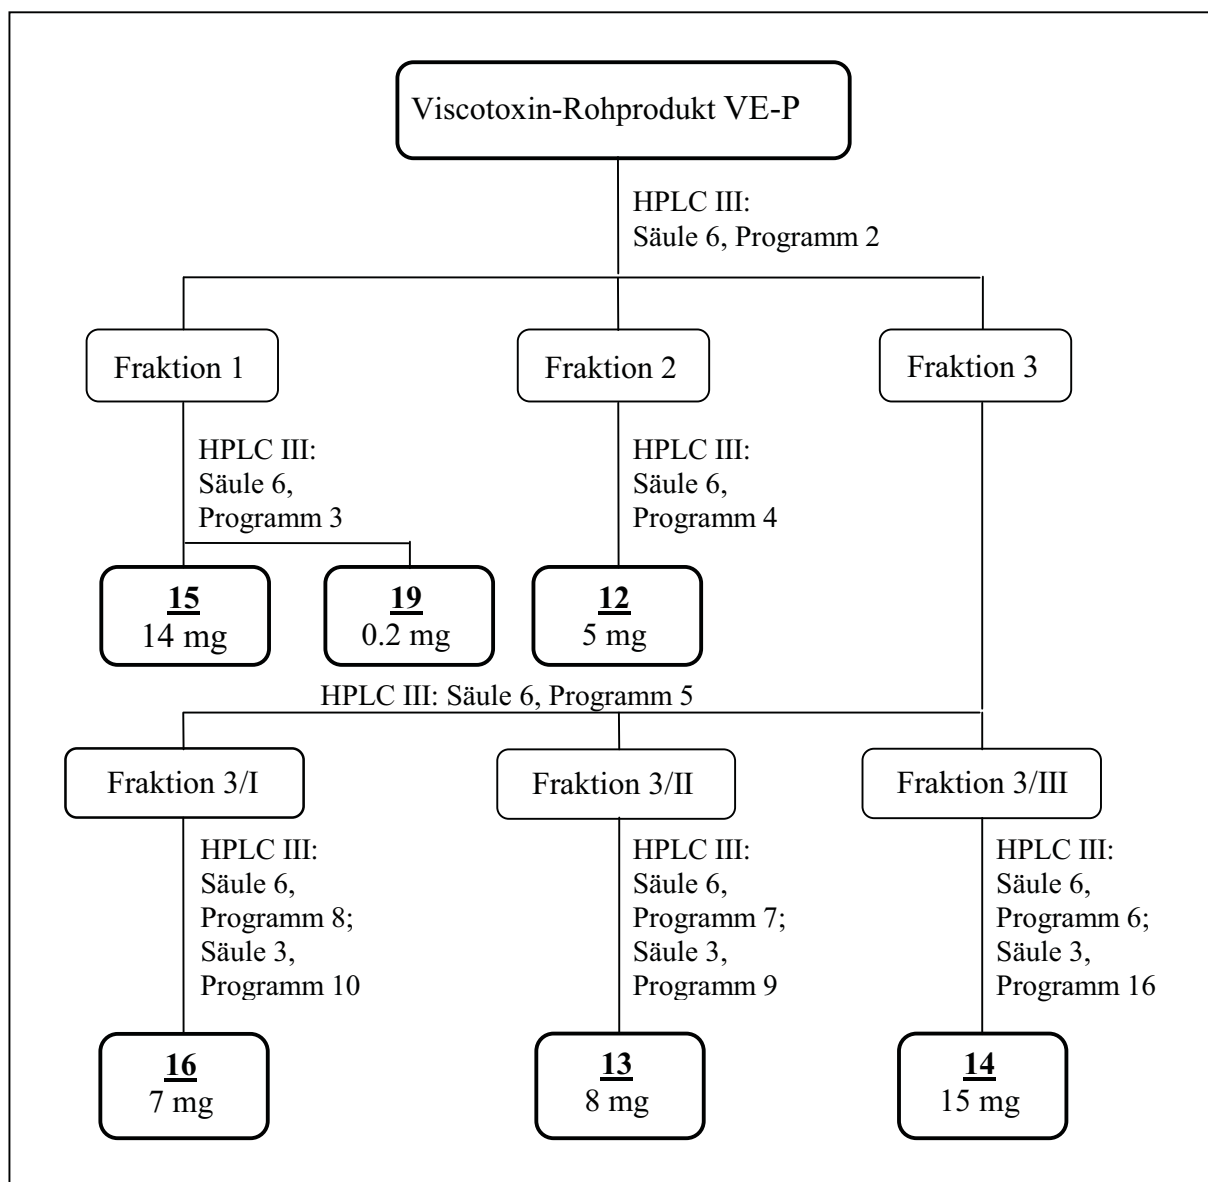 Viscotoxin-Rohprodukt VE-P
HPLC III:
Säule 6, Programm 2
Fraktion 1
Fraktion 2
Fraktion 3
HPLC III:
Säule 6,
Programm 3
HPLC III:
Säule 6,
Programm 4
15
14 mg
19
0.2 mg
12
5 mg
HPLC III: Säule 6, Programm 5
Fraktion 3/I
Fraktion 3/II
Fraktion 3/III
HPLC III:
Säule 6,
Programm 8;
Säule 3,
Programm 10
HPLC III:
Säule 6,
Programm 7;
Säule 3,
Programm 9
HPLC III:
Säule 6,
Programm 6;
Säule 3,
Programm 16
16
7 mg
13
8 mg
14
15 mg